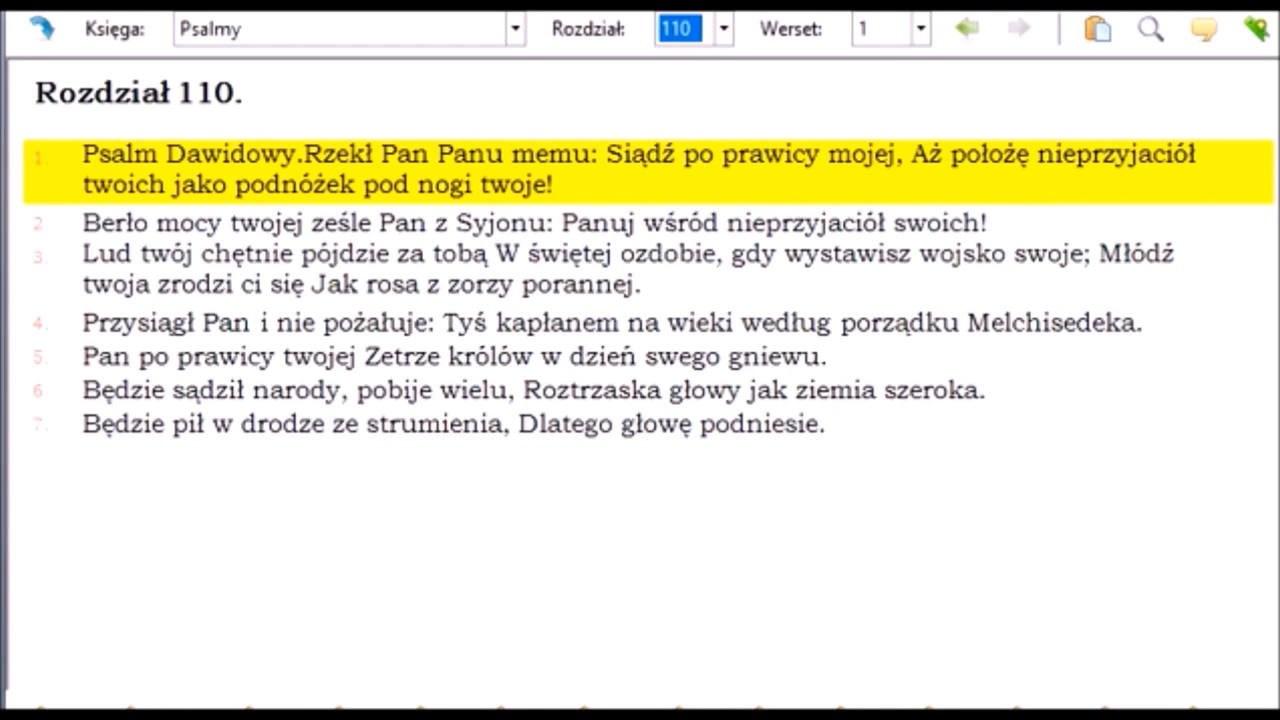 Księga: Psalmy Rozdział: 110 Werset: 1
Rozdział 110.
1. Psalm Dawidowy.Rzekł Pan Panu memu: Siądź po prawicy mojej, Aż położę nieprzyjaciół
twoich jako podnóżek pod nogi twoje!
2 Berło mocy twojej ześle Pan z Syjonu: Panuj wśród nieprzyjaciół swoich!
3. Lud twój chętnie pójdzie za tobą W świętej ozdobie, gdy wystawisz wojsko swoje; Młódź
twoja zrodzi ci się Jak rosa z zorzy porannej.
4. Przysiągł Pan i nie pożałuje: Tyś kapłanem na wieki według porządku Melchisedeka.
5. Pan po prawicy twojej Zetrze królów w dzień swego gniewu.
6 Będzie sądził narody, pobije wielu, Roztrzaska głowy jak ziemia szeroka.
7. Będzie pił w drodze ze strumienia, Dlatego głowę podniesie.